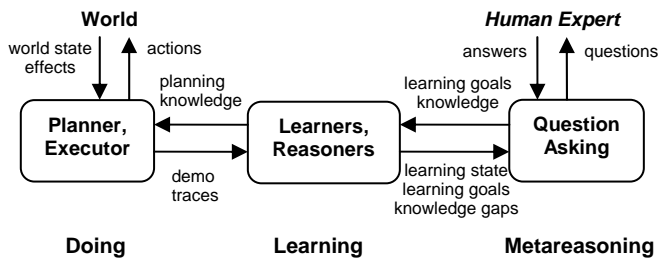 World
Human Expert
world state
effects
actions
answers
questions
planning
knowledge
learning goals
knowledge
Planner,
Executor
Learners,
Reasoners
Question
Asking
demo
traces
learning state
learning goals
knowledge gaps
Doing
Learning
Metareasoning